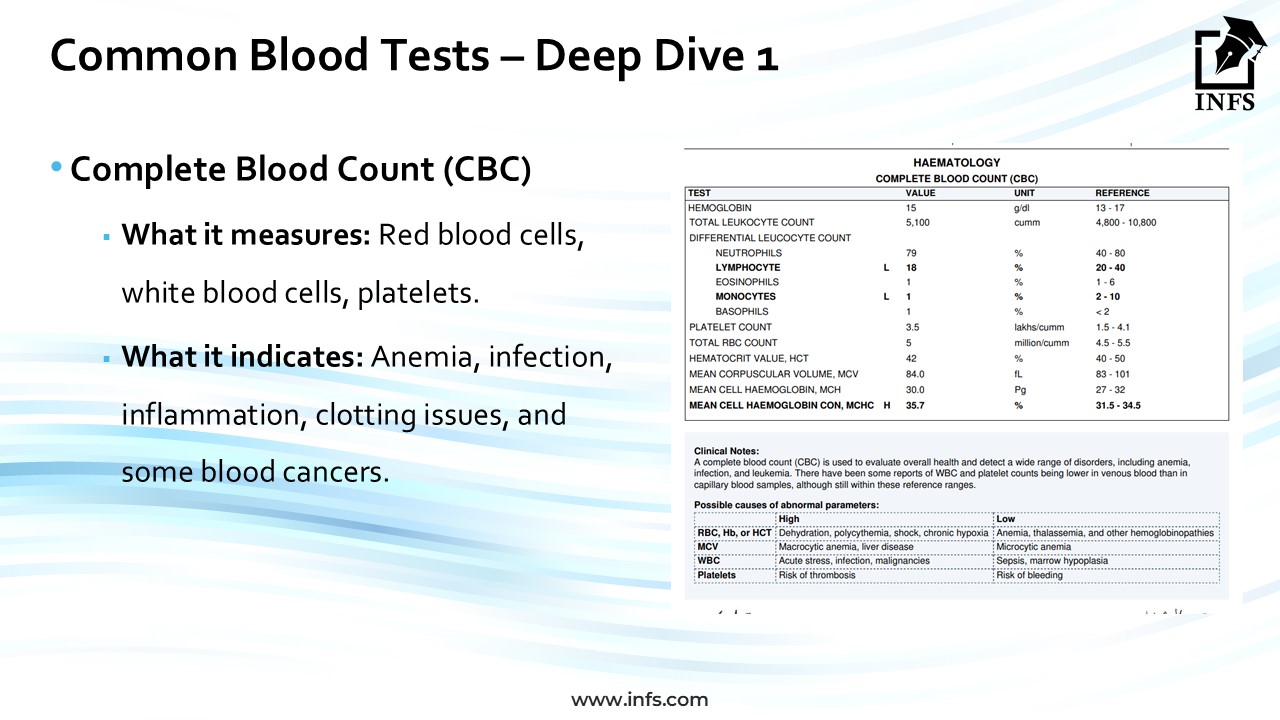 Common Blood Tests – Deep Dive 1
INFS
• Complete Blood Count (CBC)
▪ What it measures: Red blood cells,
white blood cells, platelets.
▪ What it indicates: Anemia, infection,
inflammation, clotting issues, and
some blood cancers.
HAEMATOLOGY
COMPLETE BLOOD COUNT (CBC)
TEST VALUE UNIT REFERENCE
HEMOGLOBIN 15 g/dl 13 - 17
TOTAL LEUKOCYTE COUNT 5,100 cumm 4,800 - 10,800
DIFFERENTIAL LEUCOCYTE COUNT
NEUTROPHILS 79 % 40 - 80
LYMPHOCYTE L 18 % 20 - 40
EOSINOPHILS 1 % 1 - 6
MONOCYTES L 1 % 2 - 10
BASOPHILS 1 % < 2
PLATELET COUNT 3.5 lakhs/cumm 1.5 - 4.1
TOTAL RBC COUNT 5 million/cumm 4.5 - 5.5
HEMATOCRIT VALUE, HCT 42 % 40 - 50
MEAN CORPUSCULAR VOLUME, MCV 84.0 fL 83 - 101
MEAN CELL HAEMOGLOBIN, MCH 30.0 Pg 27 - 32
MEAN CELL HAEMOGLOBIN CON, MCHC H 35.7 % 31.5 - 34.5
Clinical Notes:
A complete blood count (CBC) is used to evaluate overall health and detect a wide range of disorders, including anemia,
infection, and leukemia. There have been some reports of WBC and platelet counts being lower in venous blood than in
capillary blood samples, although still within these reference ranges.
Possible causes of abnormal parameters:
High Low
RBC, Hb, or HCT Dehydration, polycythemia, shock, chronic hypoxia Anemia, thalassemia, and other hemoglobinopathies
MCV Macrocytic anemia, liver disease Microcytic anemia
WBC Acute stress, infection, malignancies Sepsis, marrow hypoplasia
Platelets Risk of thrombosis Risk of bleeding
www.infs.com